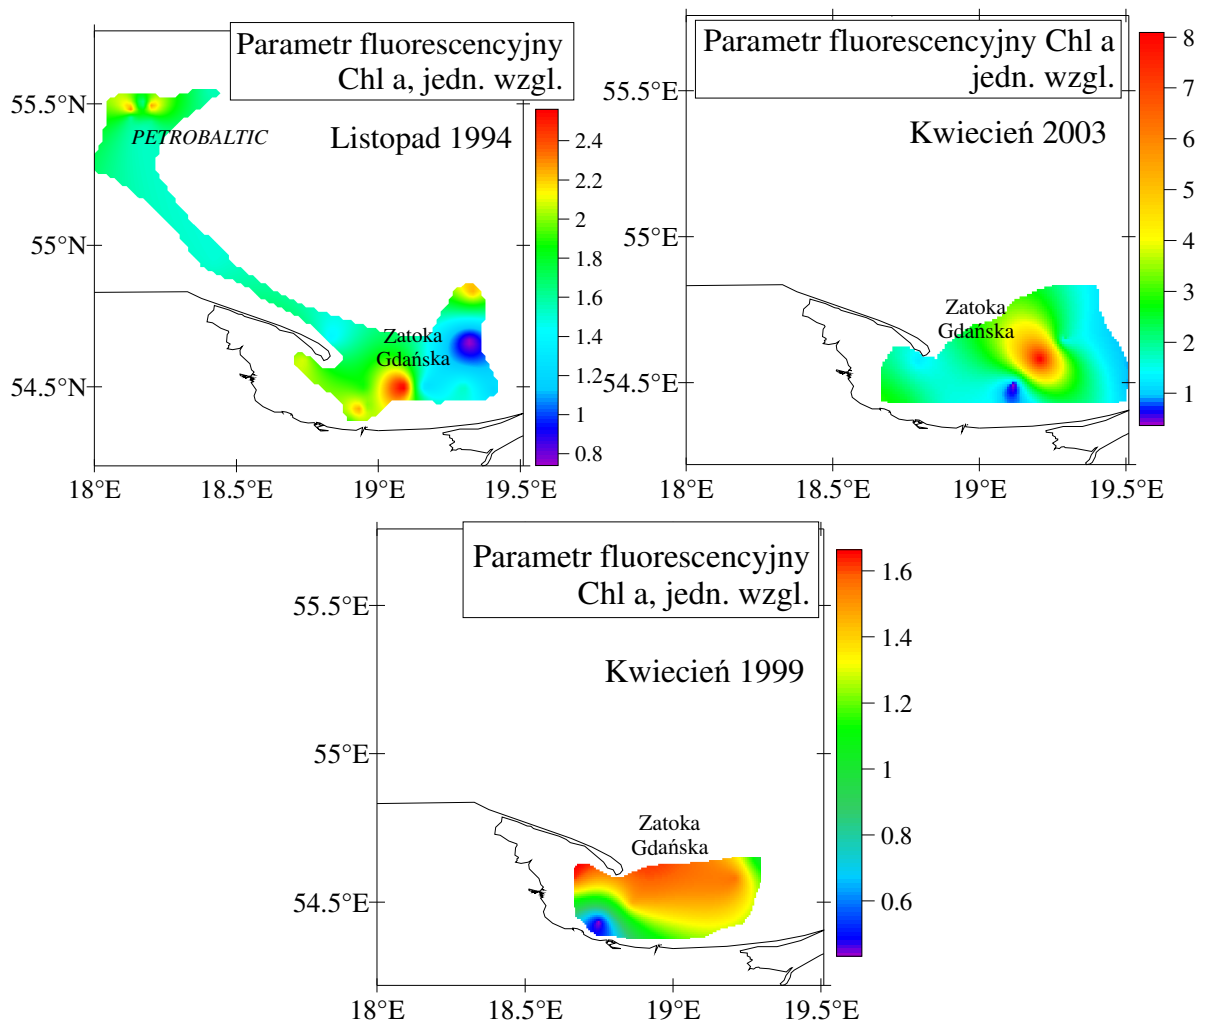 Parametr fluorescencyjny
Chl a, jedn. wzgl.
Listopad 1994
PETROBALTIC
Zatoka
Gdańska
55.5°N
55°N
54.5°N
18°E
18.5°E
19°E
19.5°E
2.4
2.2
2
1.8
1.6
1.4
1.2
1
0.8
Parametr fluorescencyjny Chl a
jedn. wzgl.
Kwiecień 2003
Zatoka
Gdańska
55.5°E
55°E
54.5°E
18°E
18.5°E
19°E
19.5°E
8
7
6
5
4
3
2
1
Parametr fluorescencyjny
Chl a, jedn. wzgl.
Kwiecień 1999
Zatoka
Gdańska
55.5°E
55°E
54.5°E
18°E
18.5°E
19°E
19.5°E
1.6
1.4
1.2
1
0.8
0.6